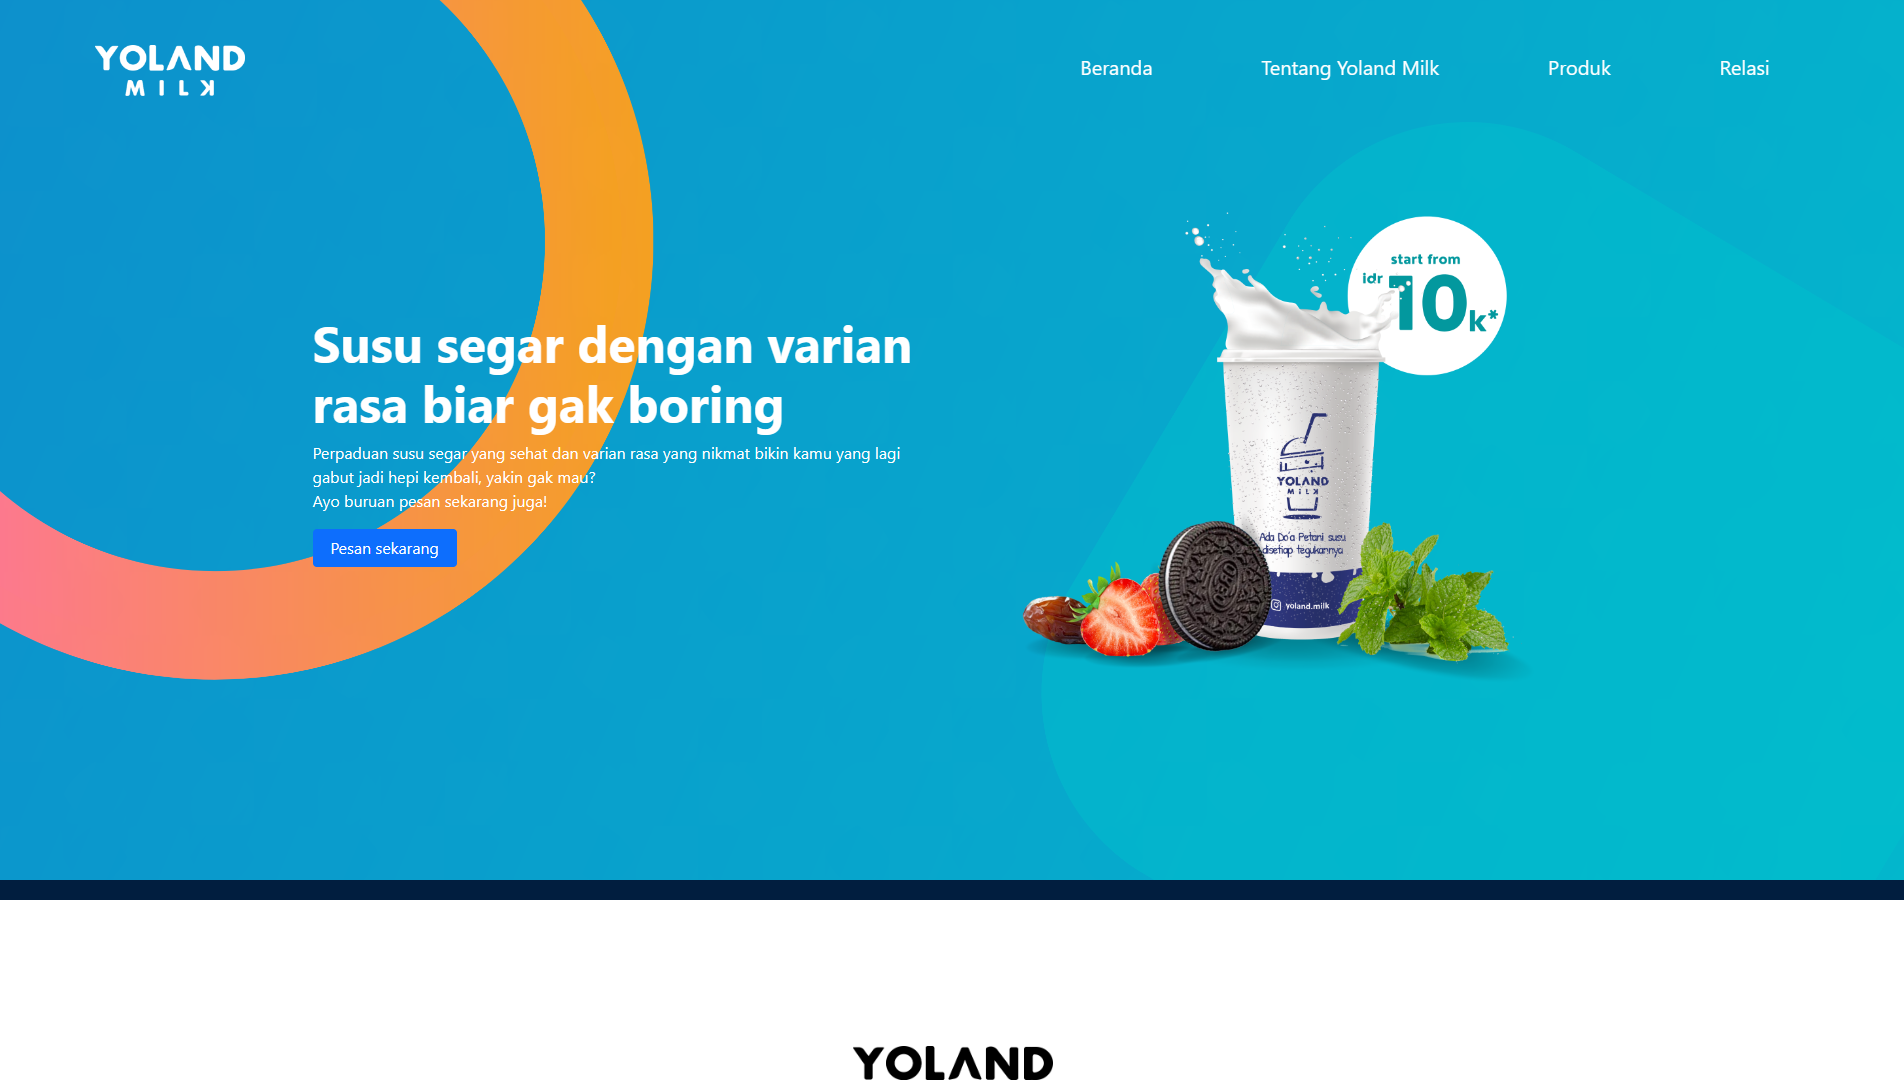 YOLAND
MILK
Beranda
Tentang Yoland Milk
Produk
Relasi
start from
idr 10k*
Susu segar dengan varian
rasa biar gak boring
Perpaduan susu segar yang sehat dan varian rasa yang nikmat bikin kamu yang lagi
gabut jadi hepi kembali, yakin gak mau?
Ayo buruan pesan sekarang juga!
Pesan sekarang
YOLAND
MiLK
Ada Do'a Petani susu
disetiap tegukannya
OREO
yoland.milk
YOLAND